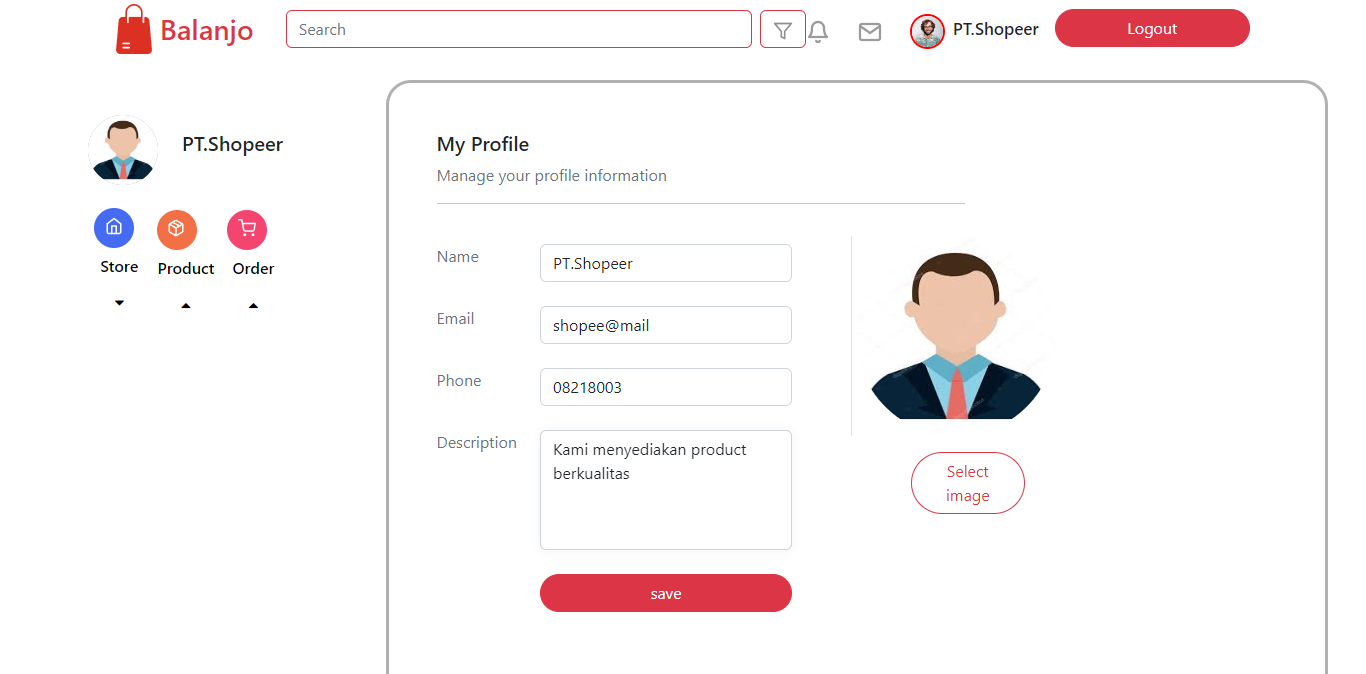 Balanjo
Search
PT.Shopeer
Logout
PT.Shopeer
Store
Product
Order
My Profile
Manage your profile information
Name
PT.Shopeer
Email
shopee@mail
Phone
08218003
Description
Kami menyediakan product
berkualitas
Select
image
save